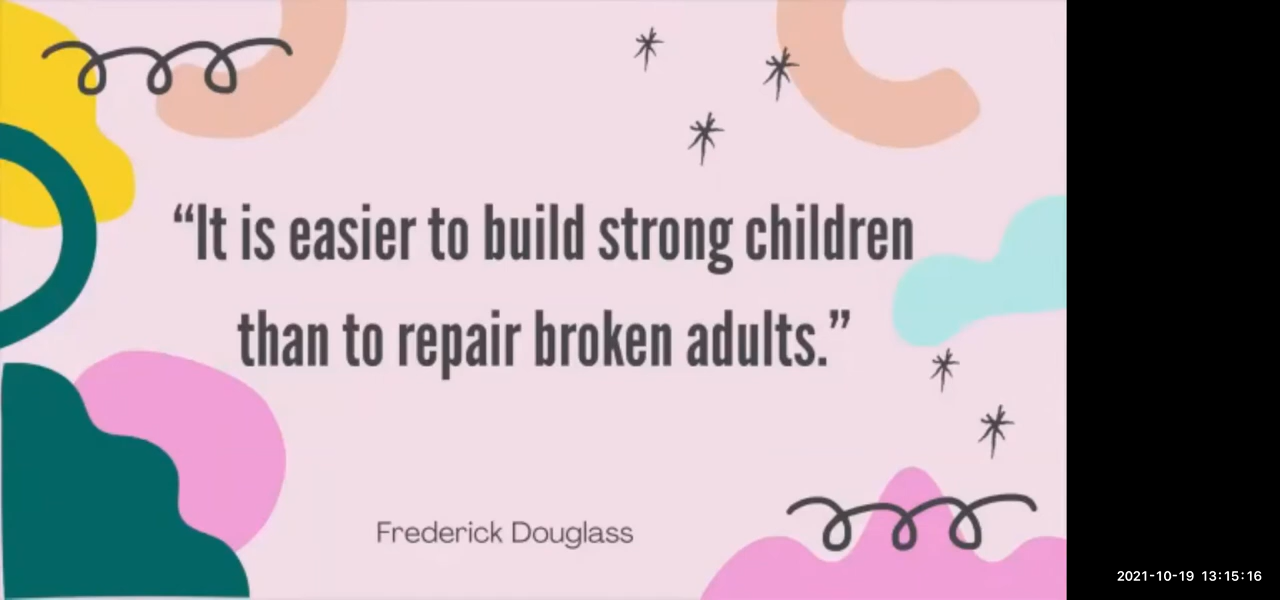 “It is easier to build strong children
than to repair broken adults.”
Frederick Douglass
2021-10-19 13:15:16